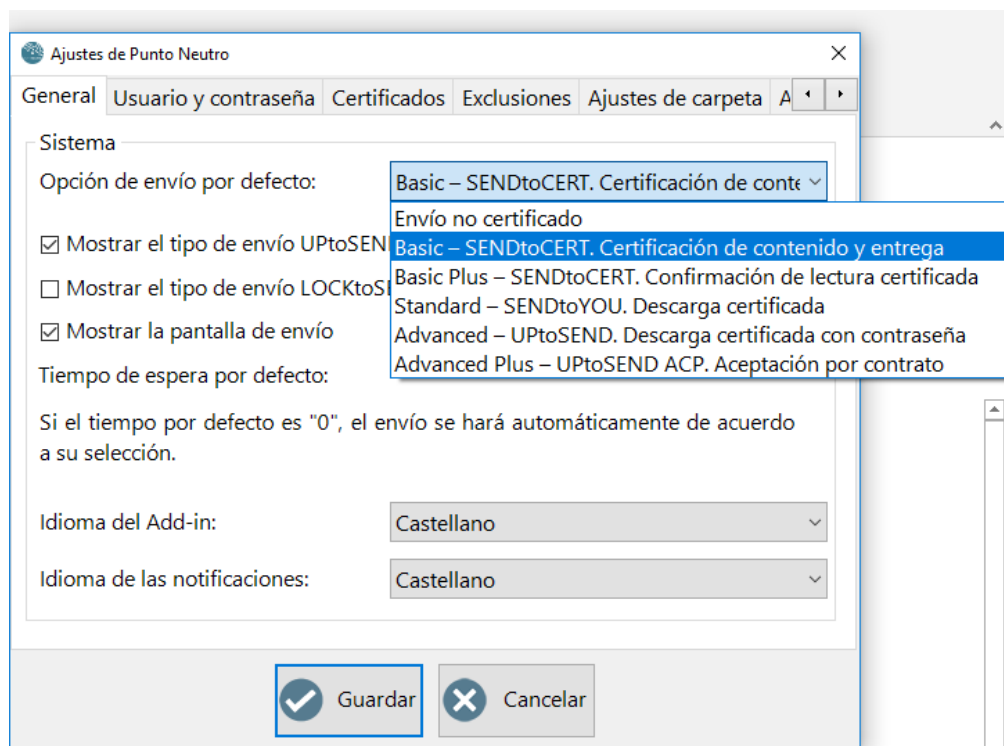 Ajustes de Punto Neutro
General Usuario y contraseña Certificados Exclusiones Ajustes de carpeta A
Sistema
Opción de envío por defecto: Basic – SENDtoCERT. Certificación de conte
Envío no certificado
Mostrar el tipo de envío UPtoSEN
Basic – SENDtoCERT. Certificación de contenido y entrega
Basic Plus – SENDtoCERT. Confirmación de lectura certificada
Mostrar el tipo de envío LOCKtoS
Standard – SENDtoYOU. Descarga certificada
Mostrar la pantalla de envío
Advanced – UPtoSEND. Descarga certificada con contraseña
Advanced Plus – UPtoSEND ACP. Aceptación por contrato
Tiempo de espera por defecto:
Si el tiempo por defecto es "0", el envío se hará automáticamente de acuerdo
a su selección.
Idioma del Add-in: Castellano
Idioma de las notificaciones: Castellano
Guardar Cancelar